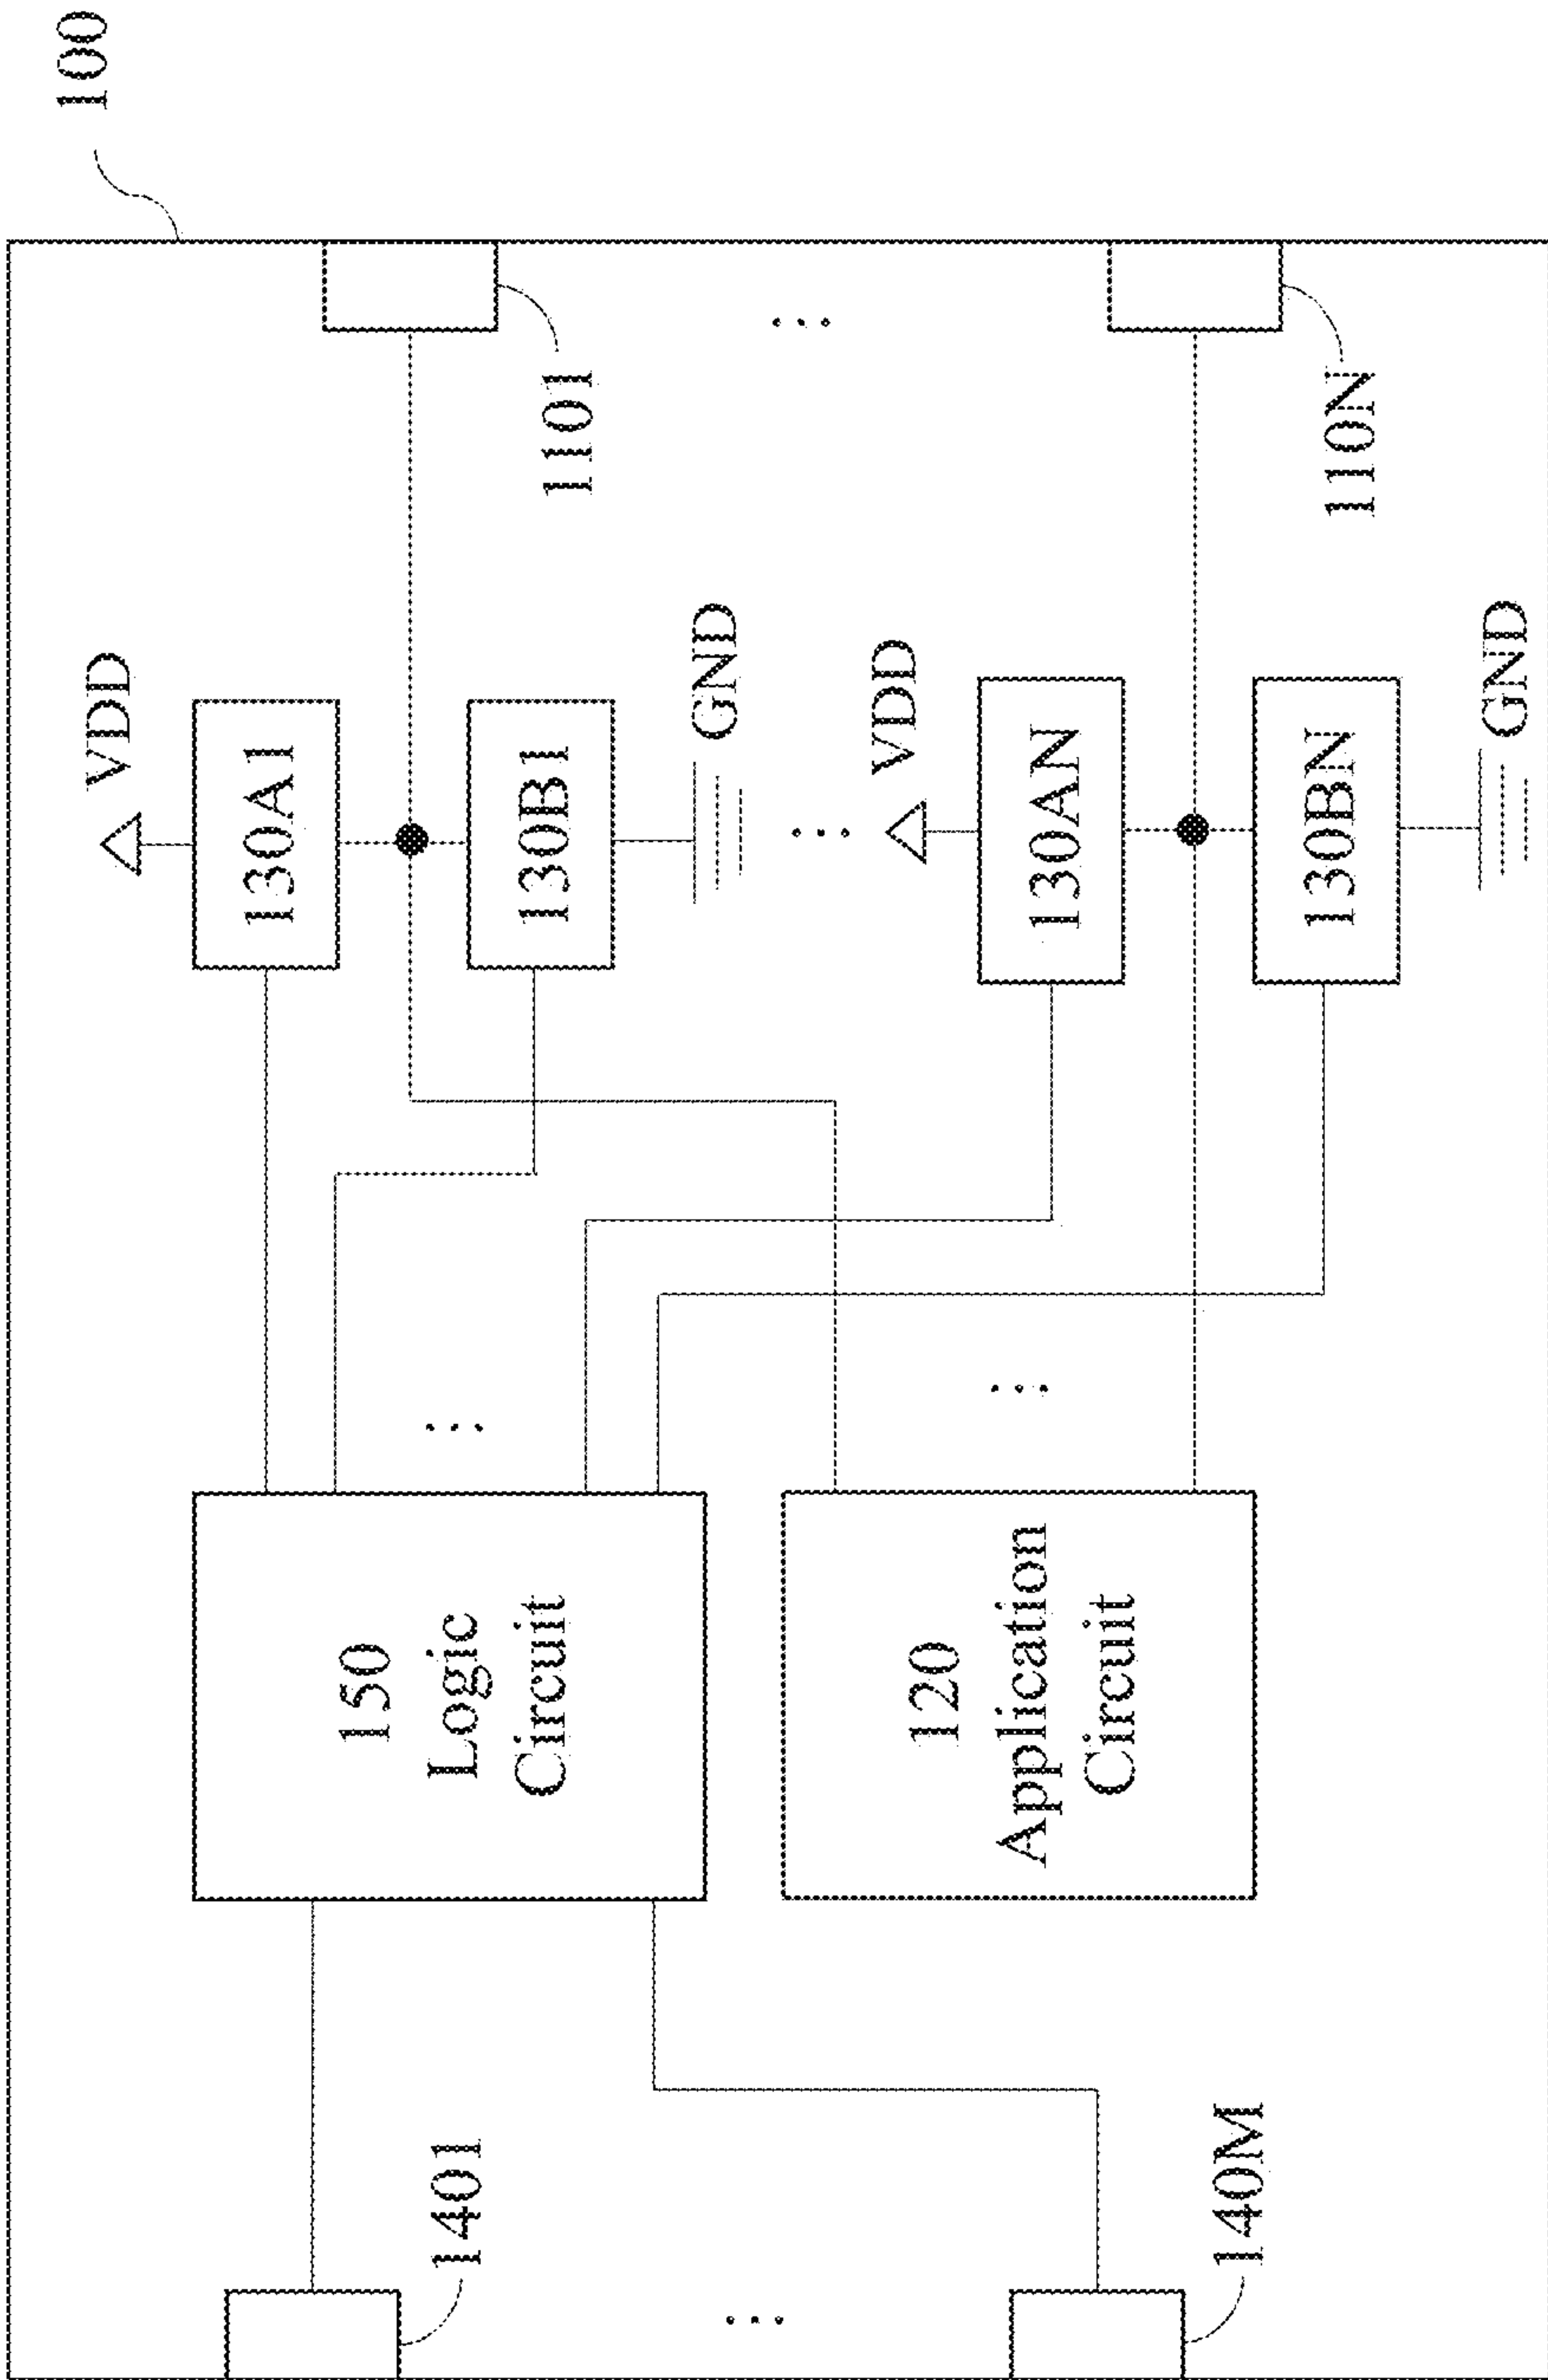 100
VDD
130A1
1101
130B1
GND
150
Logic
Circuit
1401
VDD
130AN
110N
130BN
GND
120
Application
Circuit
140M